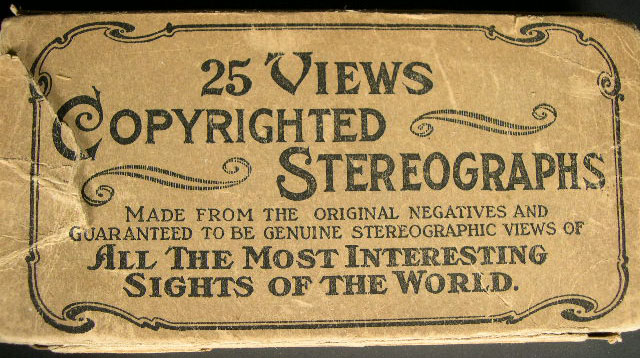 25 Views
Copyrighted
Stereographs
Made from the original negatives and
guaranteed to be genuine stereographic views of
All The Most Interesting
Sights of the World.